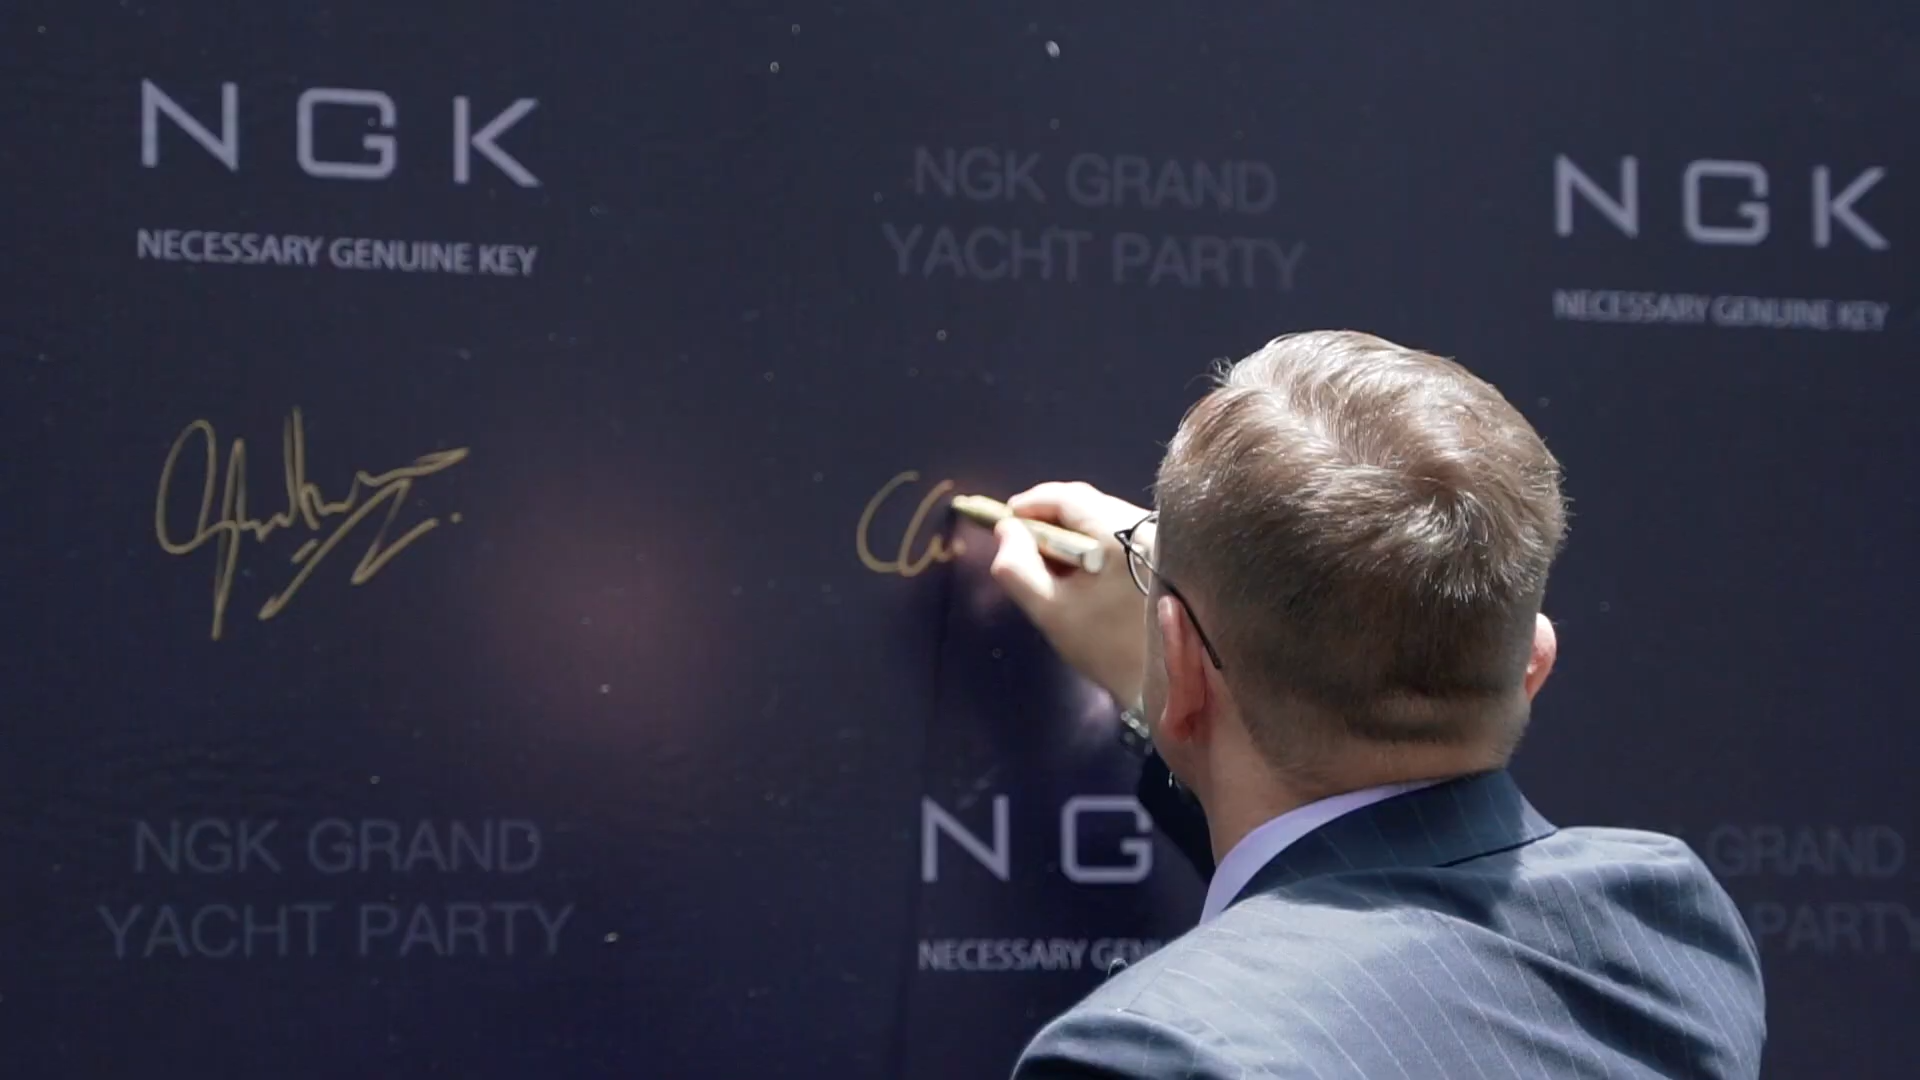 NGK
NECESSARY GENUINE KEY
NGK GRAND
YACHT PARTY
NGK
NECESSARY GENUINE KEY
NGK GRAND
YACHT PARTY
NG
NECESSARY
GRAND
PARTY